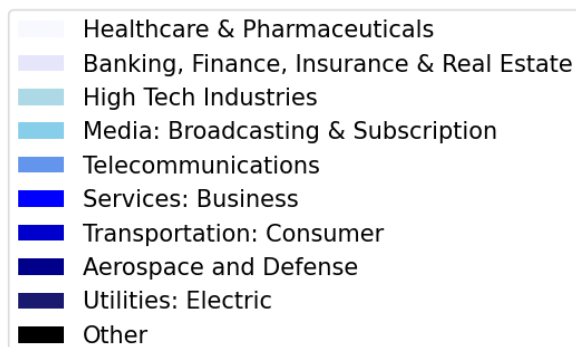 Healthcare & Pharmaceuticals
Banking, Finance, Insurance & Real Estate
High Tech Industries
Media: Broadcasting & Subscription
Telecommunications
Services: Business
Transportation: Consumer
Aerospace and Defense
Utilities: Electric
Other